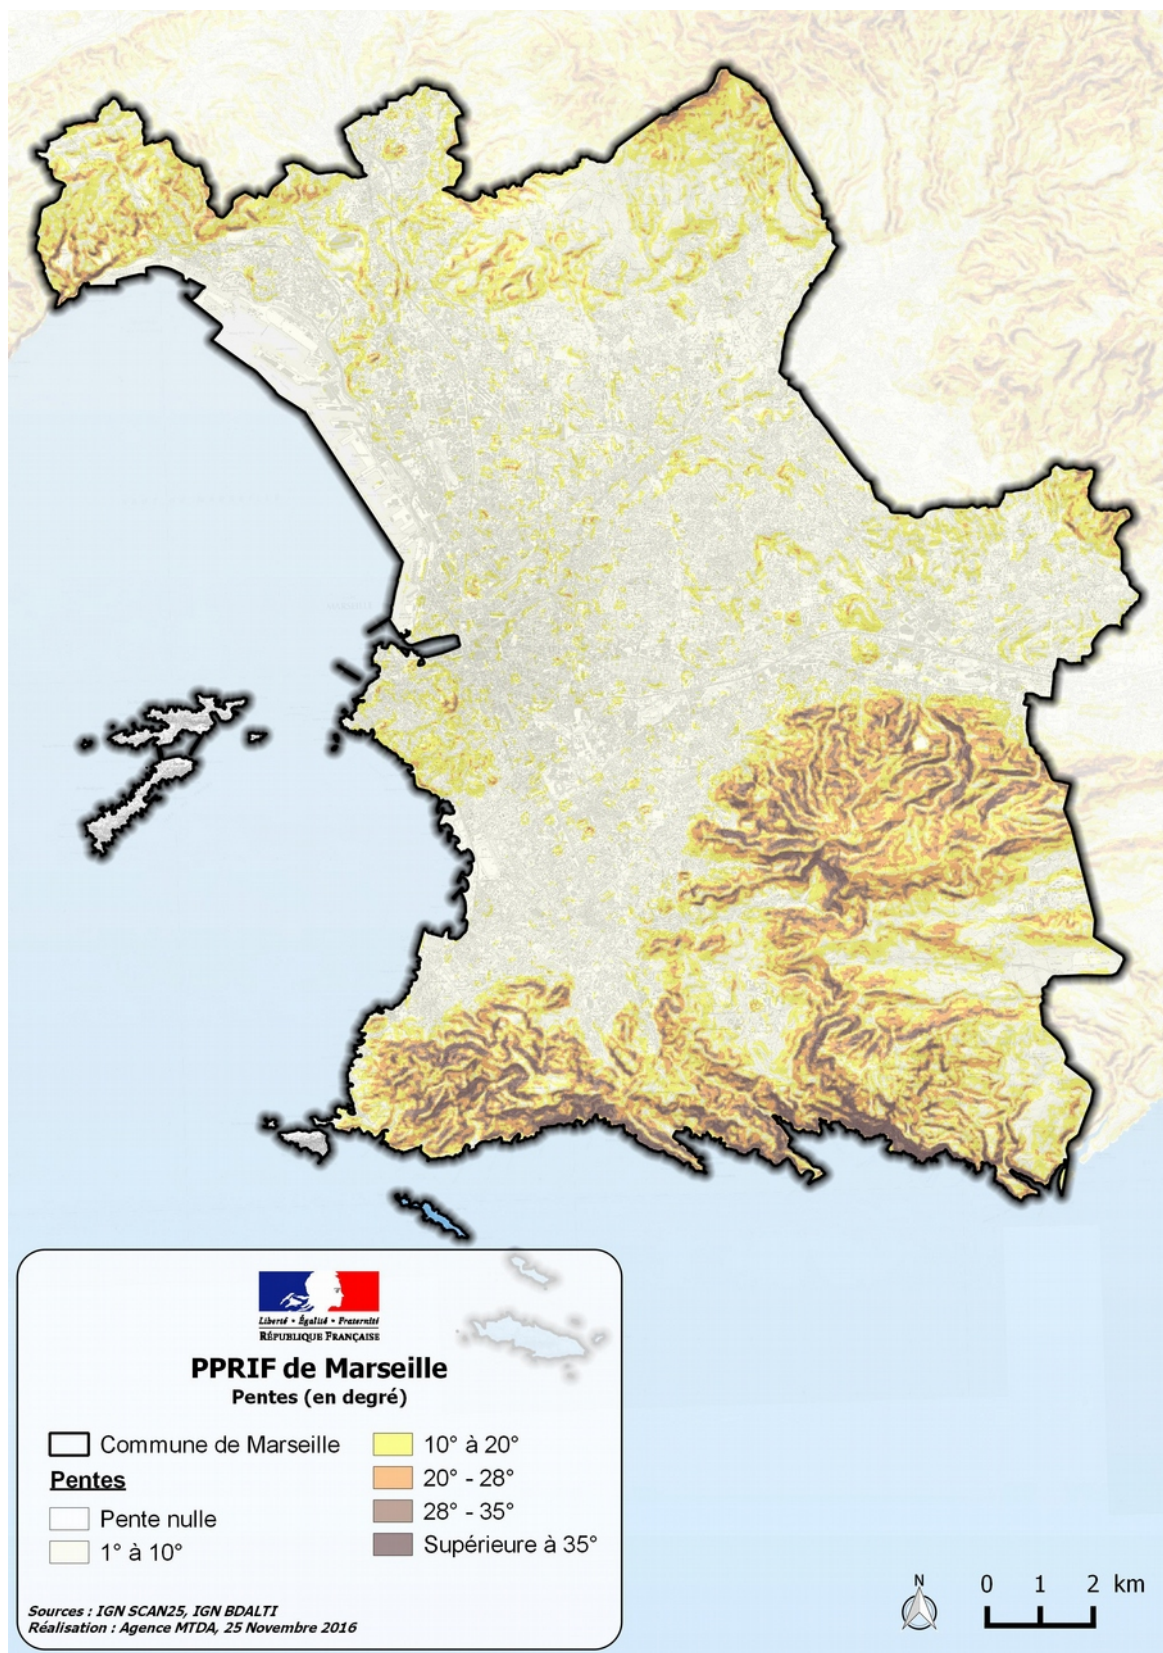 Liberté • Égalité • Fraternité
RÉPUBLIQUE FRANÇAISE
PPRIF de Marseille
Pentes (en degré)
Commune de Marseille
Pentes
Pente nulle
1° à 10°
10° à 20°
20° - 28°
28° - 35°
Supérieure à 35°
Sources : IGN SCAN25, IGN BDALTI
Réalisation : Agence MTDA, 25 Novembre 2016
N
0 1 2 km